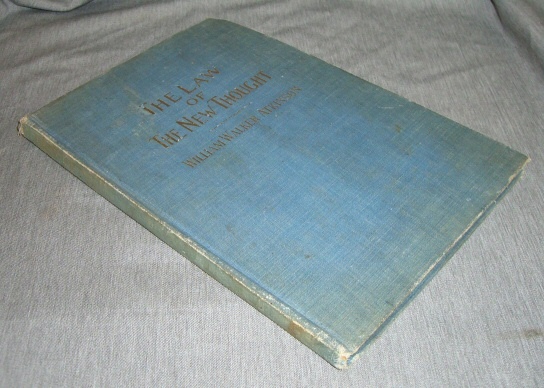 THE LAW
OF
THE NEW THOUGHT
WILLIAM WALKER ATKINSON